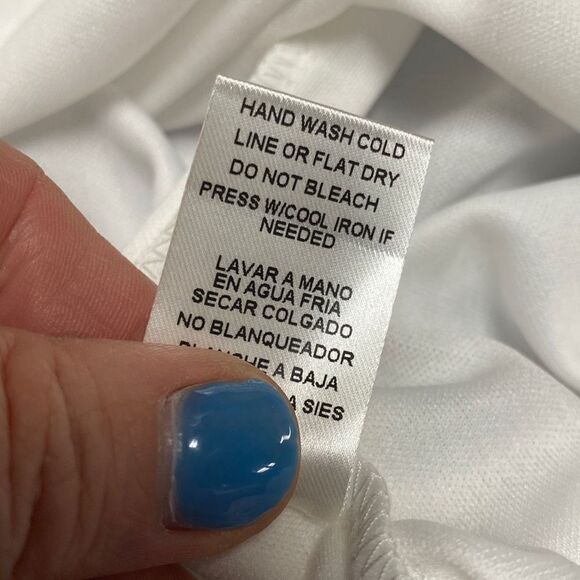 HAND WASH COLD
LINE OR FLAT DRY
DO NOT BLEACH
PRESS W/COOL IRON IF
NEEDED
LAVAR A MANO
EN AGUA FRIA
SECAR COLGADO
NO BLANQUEADOR
A BAJA
A SIES